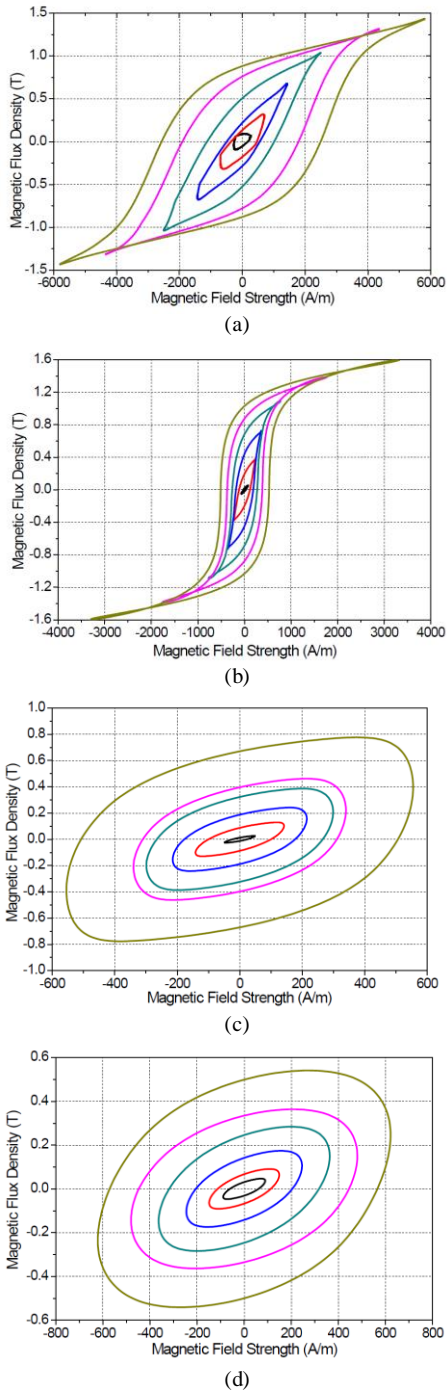 1.5
1.0
0.5
0.0
-0.5
-1.0
-1.5
Magnetic Flux Density (T)
-6000 -4000 -2000 0 2000 4000 6000
Magnetic Field Strength (A/m)
(a)
1.6
1.2
0.8
0.4
0.0
-0.4
-0.8
-1.2
-1.6
Magnetic Flux Density (T)
-4000 -3000 -2000 -1000 0 1000 2000 3000 4000
Magnetic Field Strength (A/m)
(b)
1.0
0.8
0.6
0.4
0.2
0.0
-0.2
-0.4
-0.6
-0.8
-1.0
Magnetic Flux Density (T)
-600 -400 -200 0 200 400 600
Magnetic Field Strength (A/m)
(c)
0.6
0.4
0.2
0.0
-0.2
-0.4
-0.6
Magnetic Flux Density (T)
-800 -600 -400 -200 0 200 400 600 800
Magnetic Field Strength (A/m)
(d)